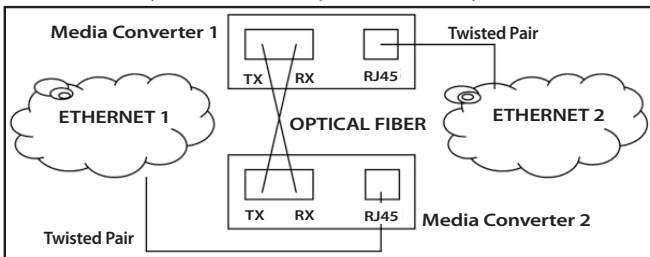 Media Converter 1
Twisted Pair
TX RX RJ45
ETHERNET 1
OPTICAL FIBER
ETHERNET 2
TX RX RJ45
Media Converter 2
Twisted Pair